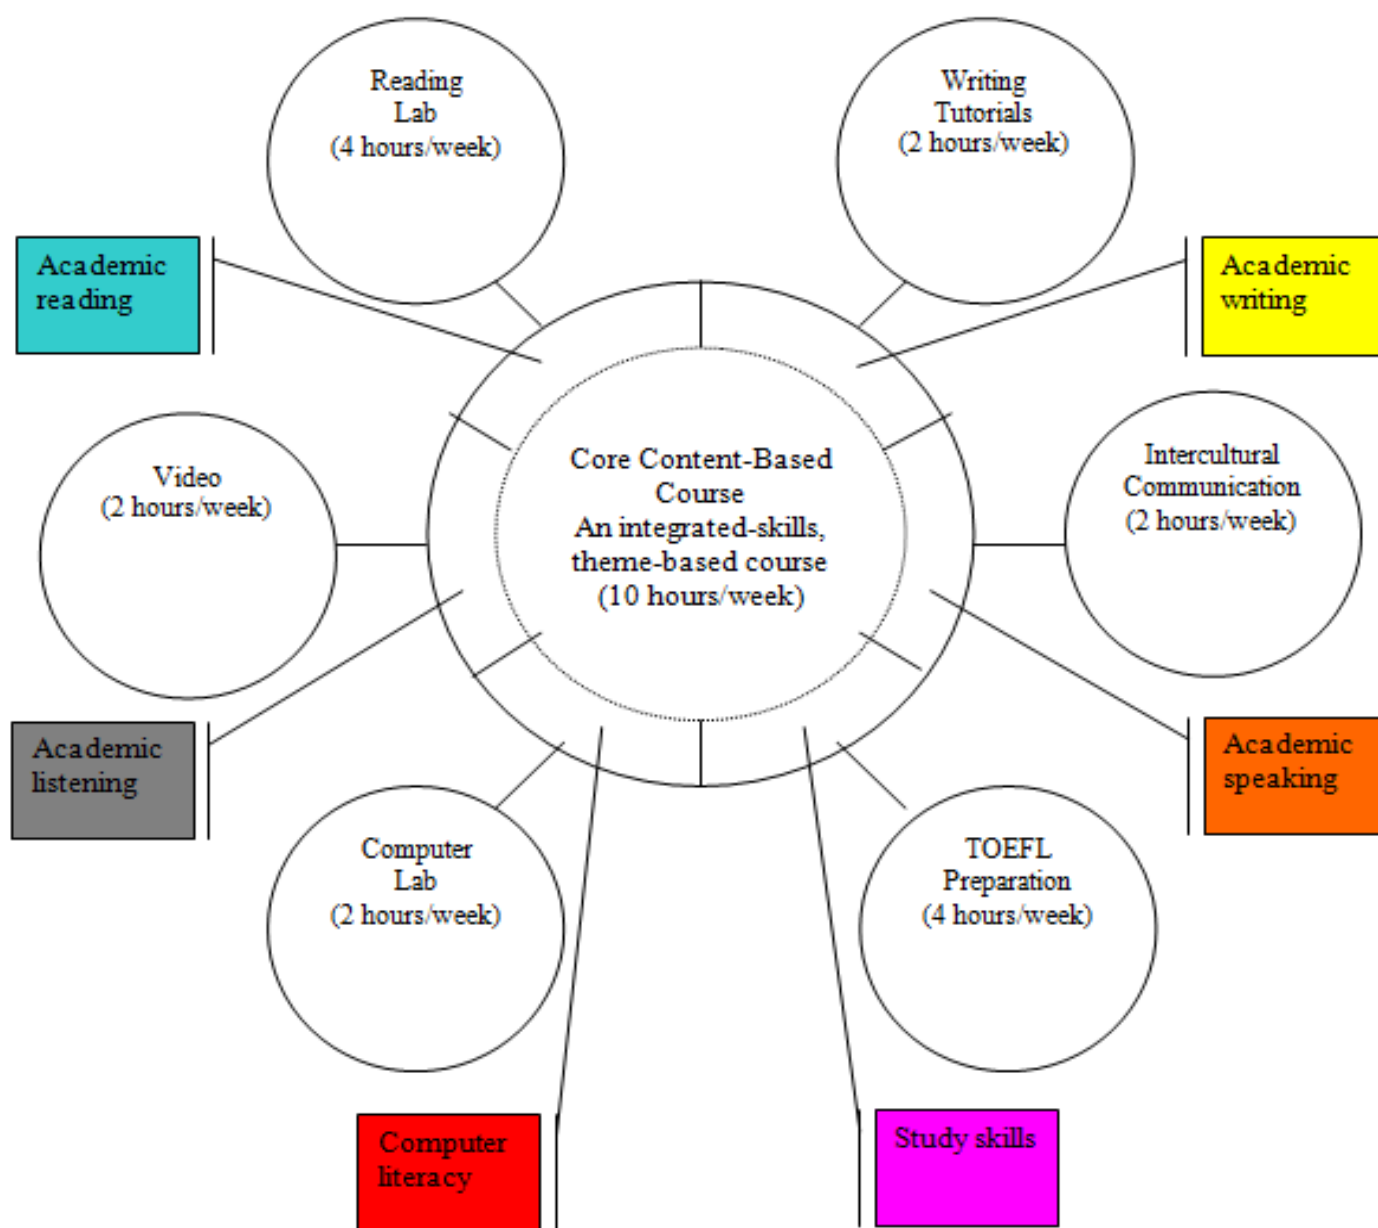 Reading
Lab
(4 hours/week)
Writing
Tutorials
(2 hours/week)
Academic
reading
Academic
writing
Video
(2 hours/week)
Core Content-Based
Course
An integrated-skills,
theme-based course
(10 hours/week)
Intercultural
Communication
(2 hours/week)
Academic
listening
Academic
speaking
Computer
Lab
(2 hours/week)
TOEFL
Preparation
(4 hours/week)
Computer
literacy
Study skills